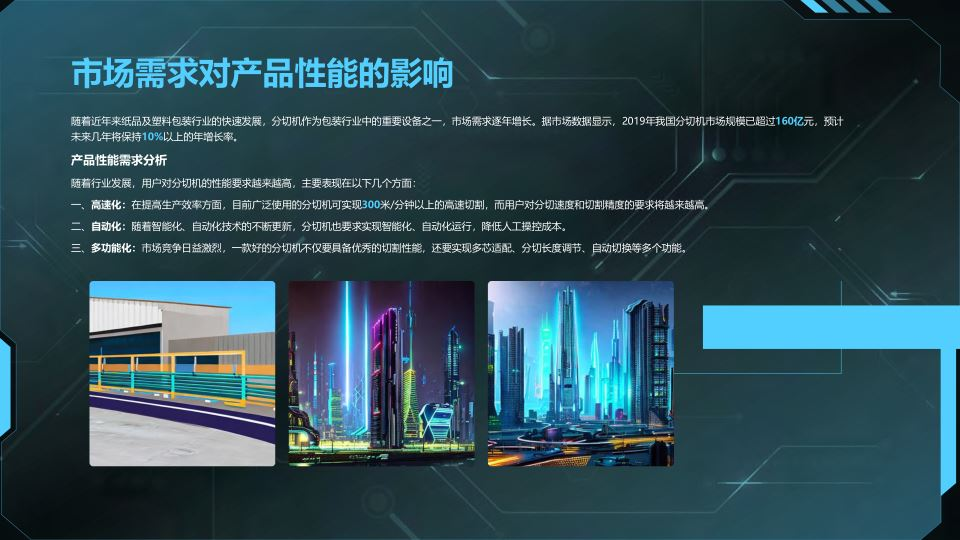 市场需求对产品性能的影响
随着近年来纸品及塑料包装行业的快速发展，分切机作为包装行业中的重要设备之一，市场需求逐年增长。据市场数据显示，2019年我国分切机市场规模已超过160亿元，预计
未来几年将保持10%以上的年增长率。
产品性能需求分析
随着行业发展，用户对分切机的性能要求越来越高，主要表现在以下几个方面：
一、高速化：在提高生产效率方面，目前广泛使用的分切机可实现300米/分钟以上的高速切割，而用户对分切速度和切割精度的要求将越来越高。
二、自动化：随着智能化、自动化技术的不断更新，分切机也要求实现智能化、自动化运行，降低人工操控成本。
三、多功能化：市场竞争日益激烈，一款好的分切机不仅要具备优秀的切割性能，还要实现多芯适配、分切长度调节、自动切换等多个功能。